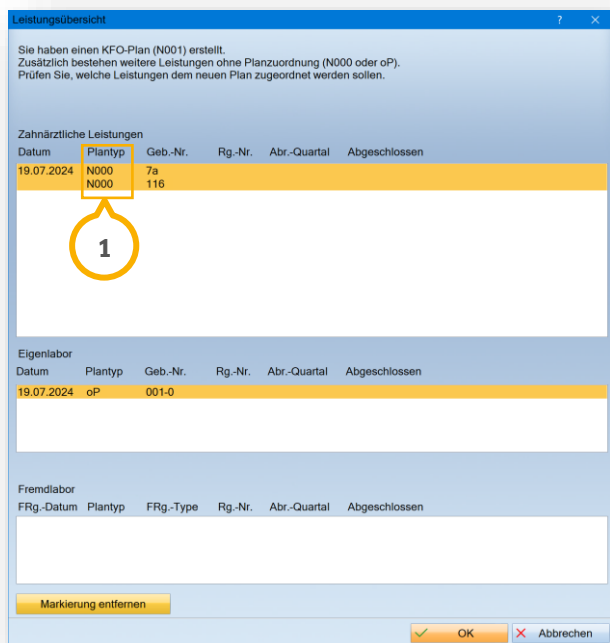 Leistungsübersicht ? ×
Sie haben einen KFO-Plan (N001) erstellt.
Zusätzlich bestehen weitere Leistungen ohne Planzuordnung (N000 oder oP).
Prüfen Sie, welche Leistungen dem neuen Plan zugeordnet werden sollen.
Zahnärztliche Leistungen
Datum Plantyp Geb.-Nr. Rg.-Nr. Abr.-Quartal Abgeschlossen
19.07.2024 N000 7a
N000 116
1
Eigenlabor
Datum Plantyp Geb.-Nr. Rg.-Nr. Abr.-Quartal Abgeschlossen
19.07.2024 oP 001-0
Fremdlabor
FRg.-Datum Plantyp FRg.-Type Rg.-Nr. Abr.-Quartal Abgeschlossen
Markierung entfernen
OK Abbrechen